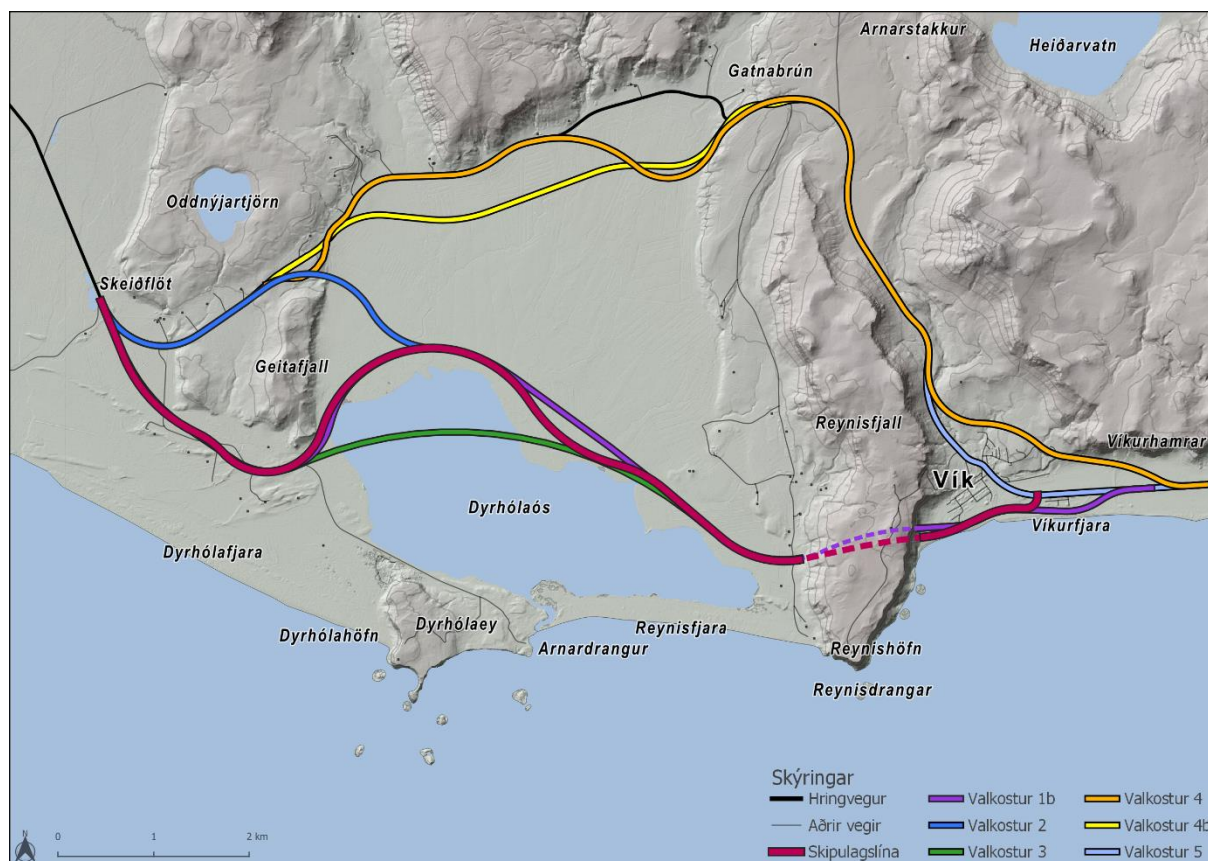 Arnarstakkur
Heiðarvatn
Gatnabrún
Oddnýjartjörn
Skeiðflöt
Geitafjall
Reynisfjall
Víkurhamrar
Vík
Dyrhólaós
Víkurfjara
Dyrhólafjara
Dyrhólaey
Reynisfjara
Dyrhólahöfn
Arnardrangur
Reynishöfn
Reynisdrangar
Skýringar
Hringvegur
Valkostur 1b
Valkostur 4
Aðrir vegir
Valkostur 2
Valkostur 4b
Skipulagslína
Valkostur 3
Valkostur 5
N
0 1 2 km